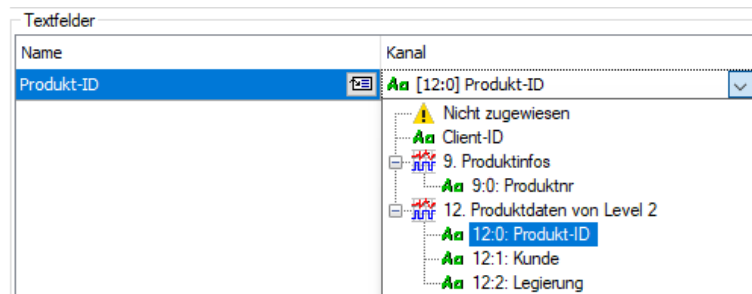 Textfelder
Name Kanal
Produkt-ID Aa [12:0] Produkt-ID
Nicht zugewiesen
Aa Client-ID
9. Produktinfos
Aa 9:0: Produktnr
12. Produktdaten von Level 2
Aa 12:0: Produkt-ID
Aa 12:1: Kunde
Aa 12:2: Legierung